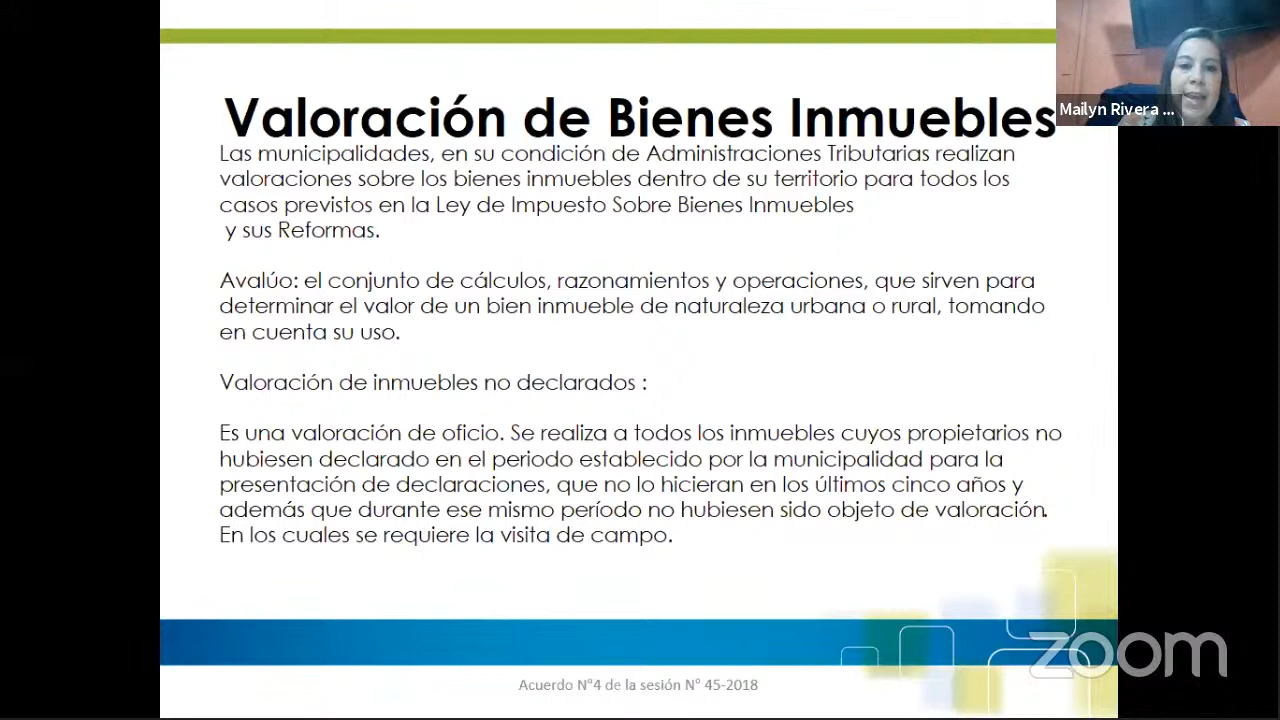 Valoración de Bienes Inmuebles
Mailyn Rivera ...
Las municipalidades, en su condición de Administraciones Tributarias realizan
valoraciones sobre los bienes inmuebles dentro de su territorio para todos los
casos previstos en la Ley de Impuesto Sobre Bienes Inmuebles
y sus Reformas.
Avalúo: el conjunto de cálculos, razonamientos y operaciones, que sirven para
determinar el valor de un bien inmueble de naturaleza urbana o rural, tomando
en cuenta su uso.
Valoración de inmuebles no declarados :
Es una valoración de oficio. Se realiza a todos los inmuebles cuyos propietarios no
hubiesen declarado en el periodo establecido por la municipalidad para la
presentación de declaraciones, que no lo hicieran en los últimos cinco años y
además que durante ese mismo período no hubiesen sido objeto de valoración.
En los cuales se requiere la visita de campo.
zoom
Acuerdo N°4 de la sesión N° 45-2018